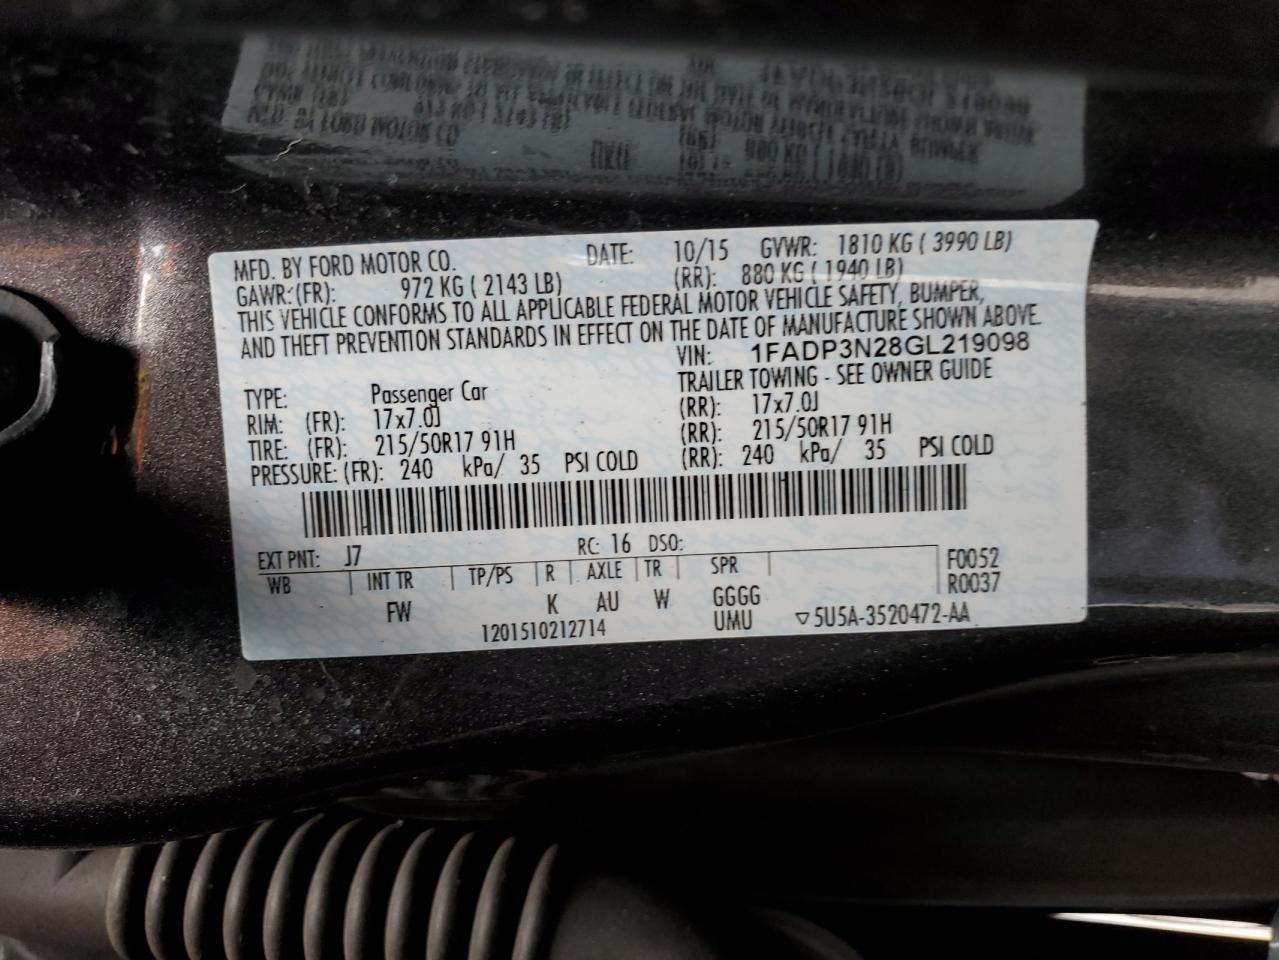 MFD. BY FORD MOTOR CO. DATE: 10/15 GVWR: 1810 KG ( 3990 LB)
GAWR:(FR): 972 KG ( 2143 LB) (RR): 880 KG ( 1940 LB)
THIS VEHICLE CONFORMS TO ALL APPLICABLE FEDERAL MOTOR VEHICLE SAFETY, BUMPER,
AND THEFT PREVENTION STANDARDS IN EFFECT ON THE DATE OF MANUFACTURE SHOWN ABOVE.
VIN: 1FADP3N28GL219098
TYPE: Passenger Car TRAILER TOWING - SEE OWNER GUIDE
RIM: (FR): 17x7.0J (RR): 17x7.0J
TIRE: (FR): 215/50R17 91H (RR): 215/50R17 91H
PRESSURE: (FR): 240 kPa/ 35 PSI COLD (RR): 240 kPa/ 35 PSI COLD
EXT PNT: J7 RC: 16 DSO:
WB INT TR TP/PS R AXLE TR SPR F0052
FW K AU W GGGG R0037
1201510212714 UMU ▽5U5A-3520472-AA